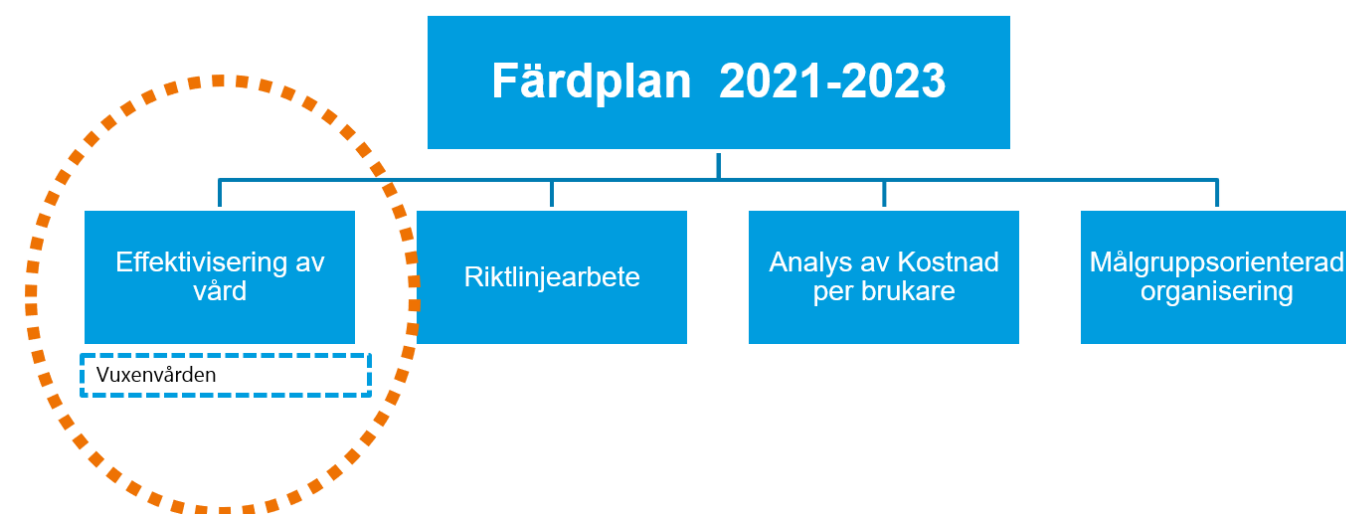 Färdplan 2021-2023
Effektivisering av
vård
Riktlinjearbete
Analys av Kostnad
per brukare
Målgruppsorienterad
organisering
Vuxenvården